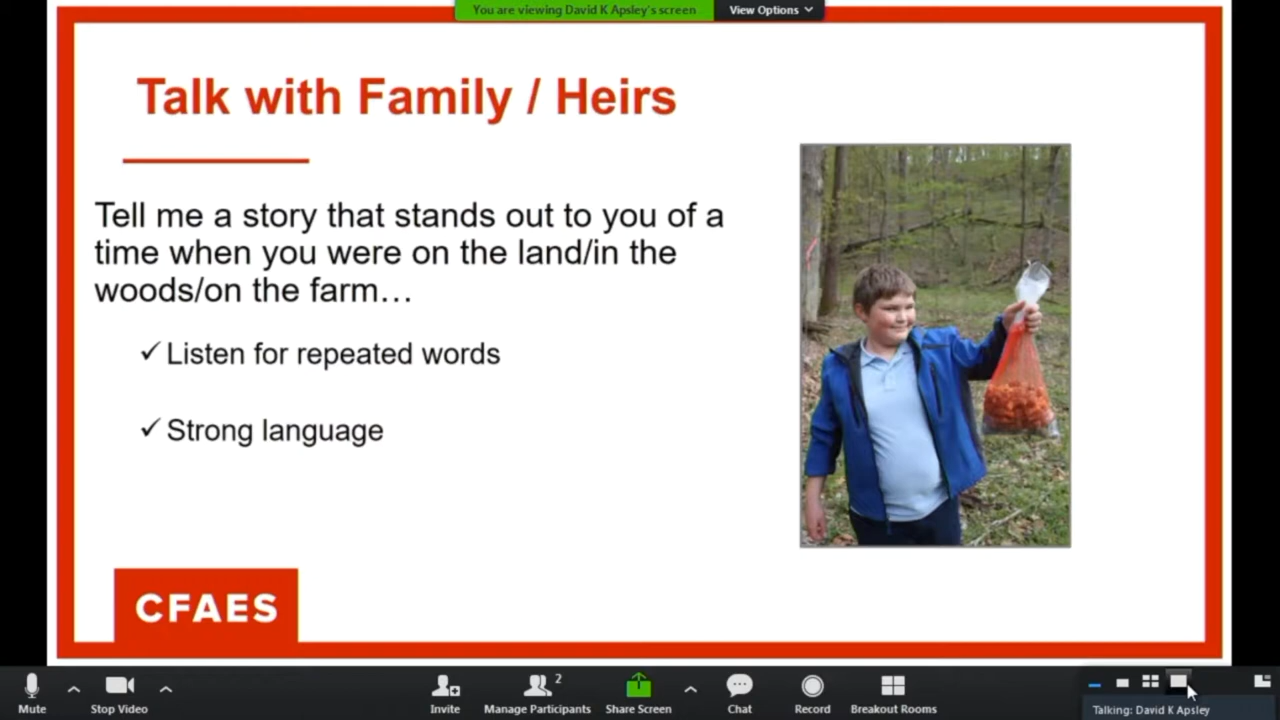 You are viewing David K Apsley's screen
View Options
Talk with Family / Heirs
Tell me a story that stands out to you of a
time when you were on the land/in the
woods/on the farm…
✓ Listen for repeated words
✓ Strong language
CFAES
2
Mute
Stop Video
Invite
Manage Participants
Share Screen
Chat
Record
Breakout Rooms
Talking: David K Apsley